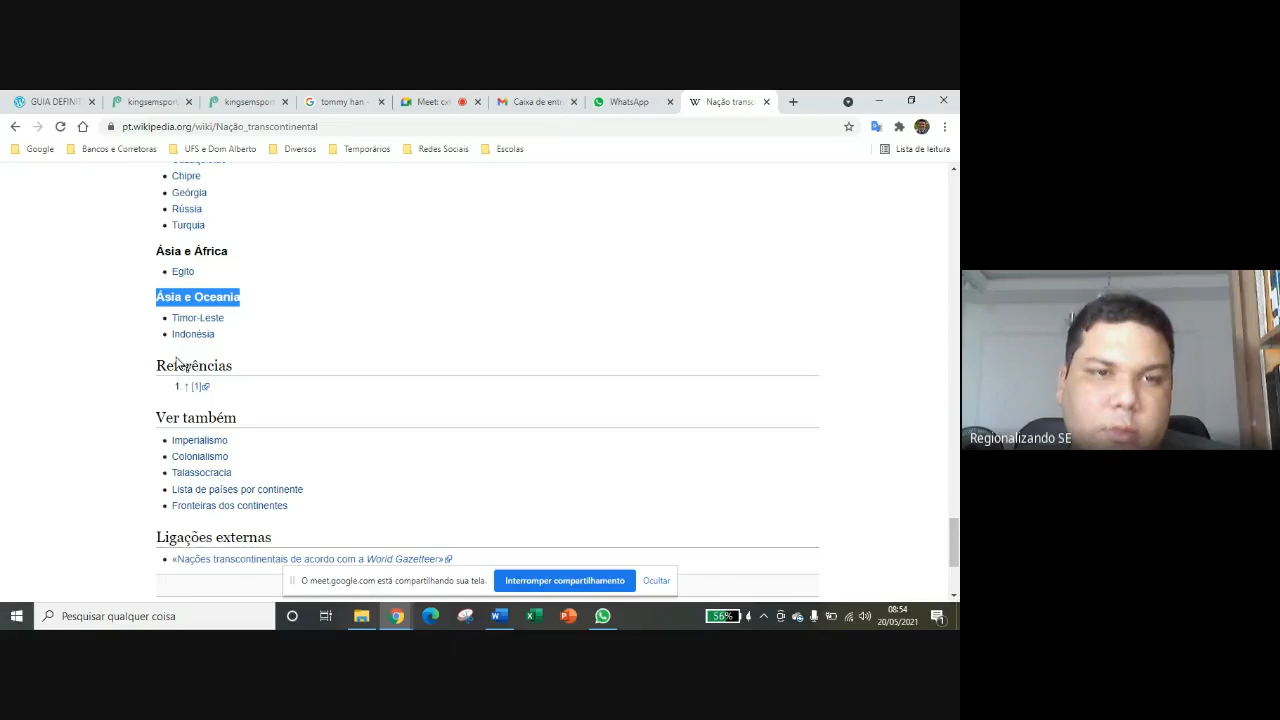 GUIA DEFINIT
kingsemsport
kingsemsport
tommy han -
Meet: cxl
Caixa de entr
WhatsApp
Nação transc
pt.wikipedia.org/wiki/Nação_transcontinental
Google
Bancos e Corretoras
UFS e Dom Alberto
Diversos
Temporários
Redes Sociais
Escolas
Lista de leitura
Chipre
Geórgia
Rússia
Turquia
Ásia e África
Egito
Ásia e Oceania
Timor-Leste
Indonésia
Referências
1. ↑ [1]
Ver também
Imperialismo
Colonialismo
Talassocracia
Lista de países por continente
Fronteiras dos continentes
Ligações externas
«Nações transcontinentais de acordo com a World Gazetteer»
O meet.google.com está compartilhando sua tela.
Interromper compartilhamento
Ocultar
Pesquisar qualquer coisa
56%
08:54
20/05/2021
Regionalizando SE